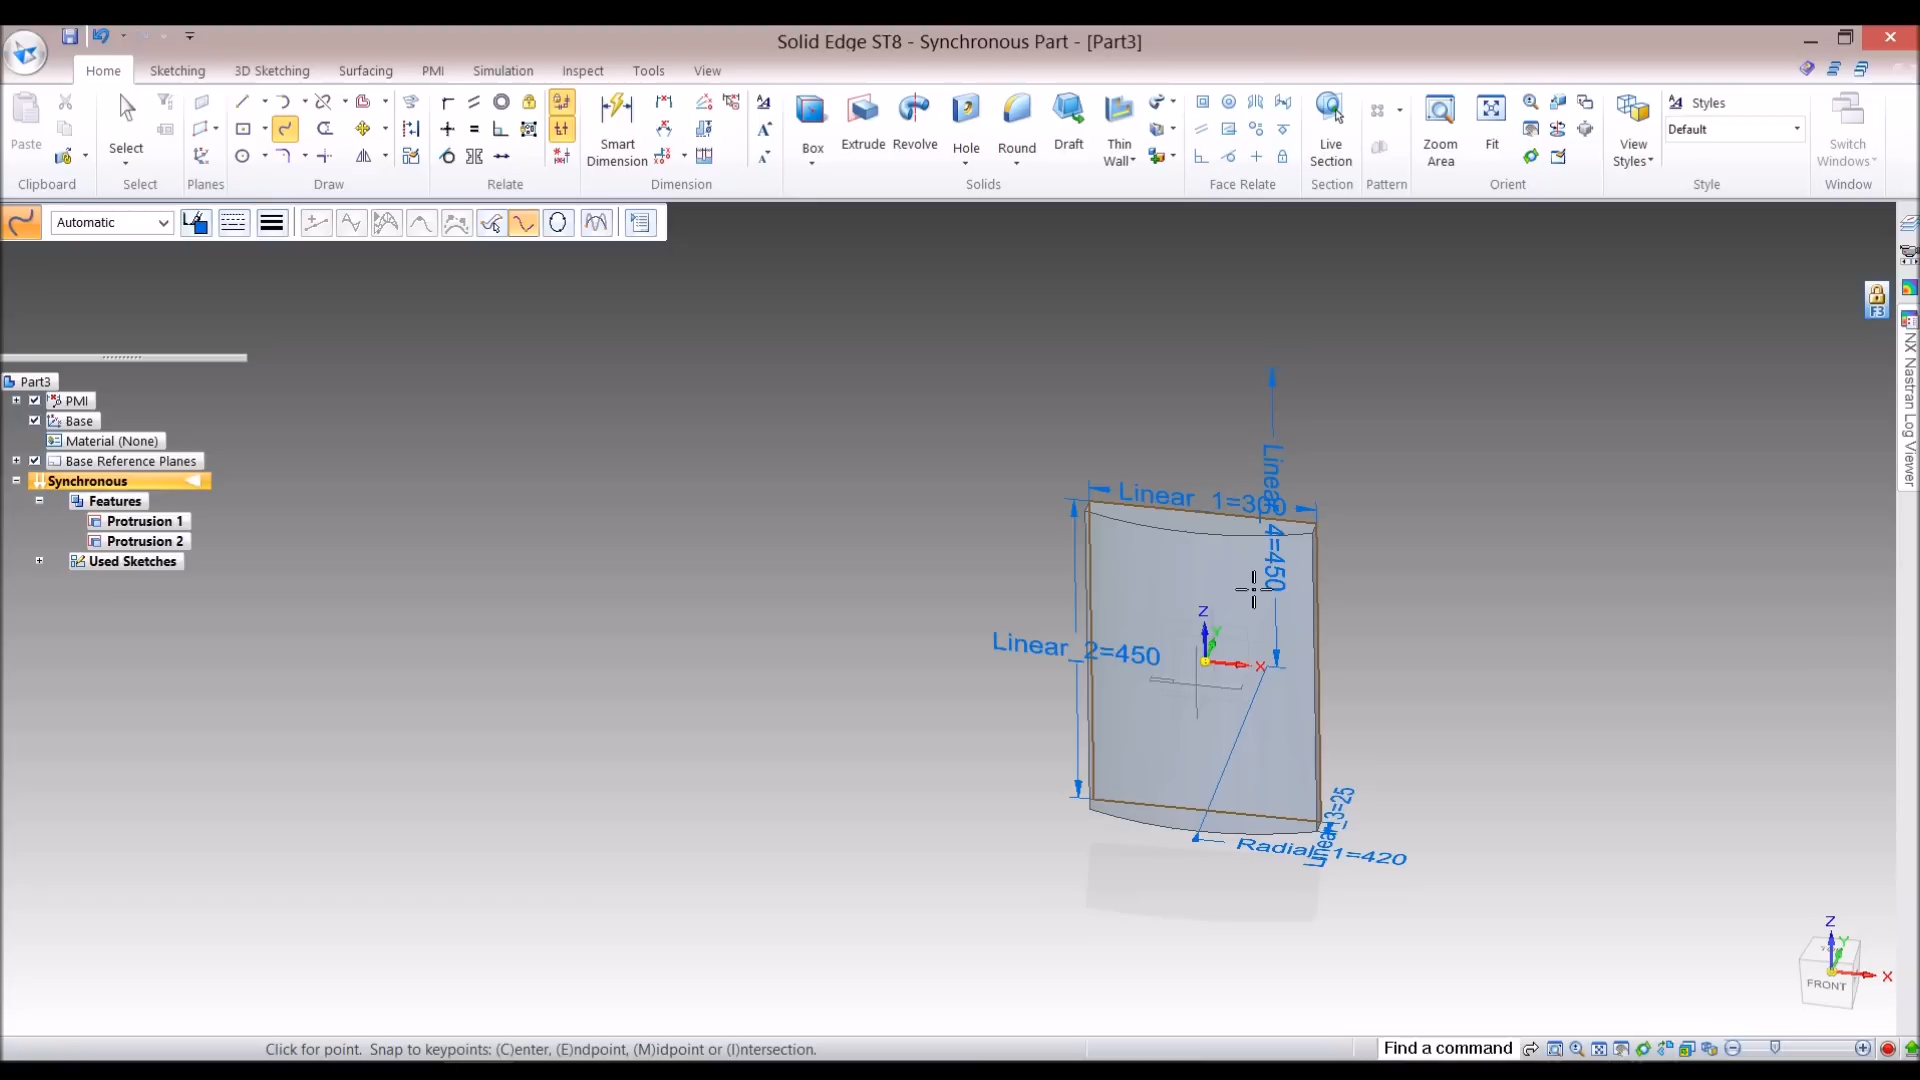 Solid Edge ST8 - Synchronous Part - [Part3]
Home Sketching 3D Sketching Surfacing PMI Simulation Inspect Tools View
Paste
Select
Smart Dimension
Box Extrude Revolve Hole Round Draft Thin Wall
Live Section
Zoom Area
Fit
View Styles
Styles
Default
Switch Windows
Clipboard Select Planes Draw Relate Dimension Solids Face Relate Section Pattern Orient Style Window
Automatic
F3
NX Nastran Log Viewer
Part3
PMI
Base
Material (None)
Base Reference Planes
Synchronous
Features
Protrusion 1
Protrusion 2
Used Sketches
Linear_1=300
Linear_4=450
Linear_2=450
Linear_3=25
Radial_1=420
Z
Y
X
Z
Y
X
FRONT
Click for point. Snap to keypoints: (C)enter, (E)ndpoint, (M)idpoint or (I)ntersection.
Find a command